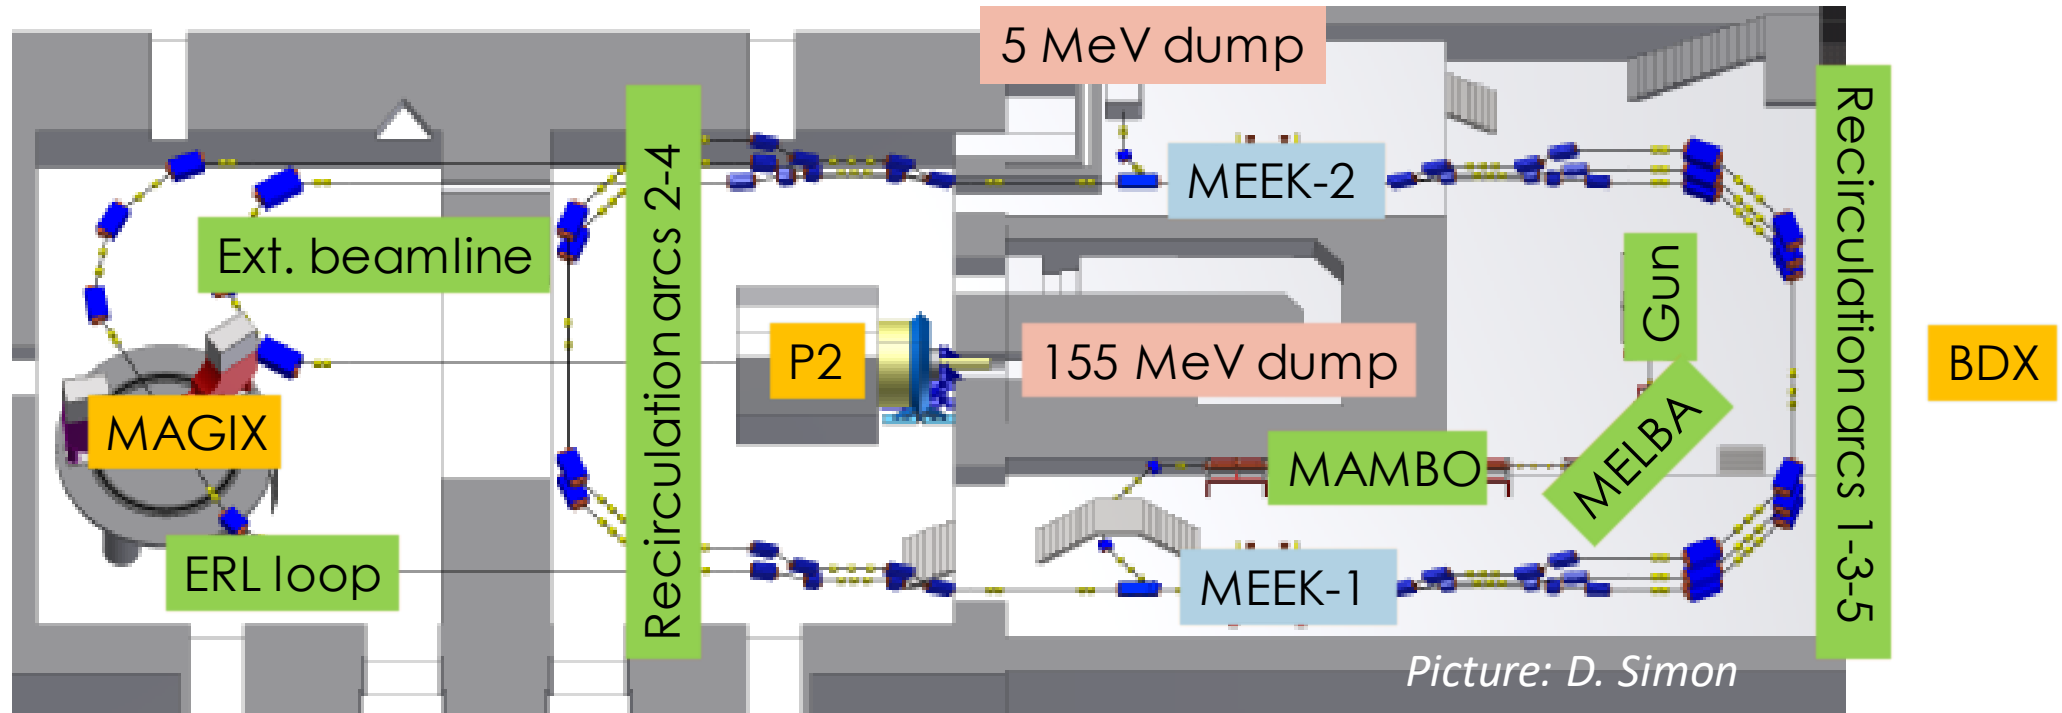 5 MeV dump
MEEK-2
Recirculation arcs 2-4
Recirculation arcs 1-3-5
Ext. beamline
Gun
P2
155 MeV dump
BDX
MAGIX
MAMBO
MELBA
ERL loop
MEEK-1
Picture: D. Simon